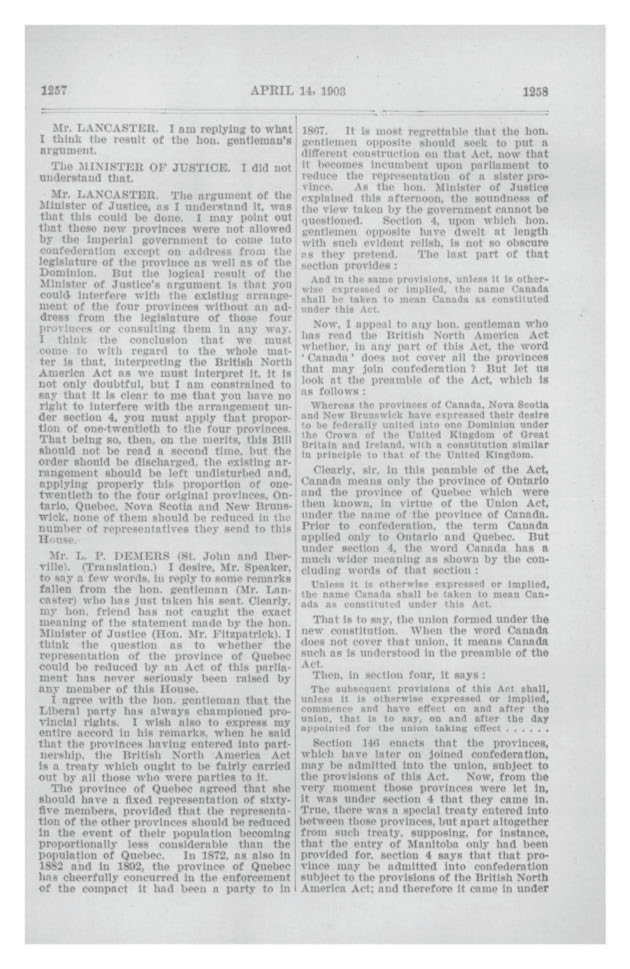 1257
APRIL 14, 1903
1258
Mr. LANCASTER. I am replying to what
I think the result of the hon. gentleman's
argument.
The MINISTER OF JUSTICE. I did not
understand that.
Mr. LANCASTER. The argument of the
Minister of Justice, as I understand it, was
that this could be done. I may point out
that these new provinces were not allowed
by the imperial government to come into
confederation except on address from the
legislature of the province as well as of the
Dominion. But the logical result of the
Minister of Justice's argument is that you
could interfere with the existing arrange-
ment of the four provinces without an ad-
dress from the legislature of those four
provinces or consulting them in any way.
I think the conclusion that we must
come to with regard to the whole mat-
ter is that, interpreting the British North
America Act as we must interpret it, it is
not only doubtful, but I am constrained to
say that it is clear to me that you have no
right to interfere with the arrangement un-
der section 4, you must apply that propor-
tion of one-twentieth to the four provinces.
That being so, then, on the merits, this Bill
should not be read a second time, but the
order should be discharged, the existing ar-
rangement should be left undisturbed and,
applying properly this proportion of one-
twentieth to the four original provinces, On-
tario, Quebec, Nova Scotia and New Bruns-
wick, none of them should be reduced in the
number of representatives they send to this
House.
Mr. L. P. DEMERS (St. John and Iber-
ville). (Translation.) I desire, Mr. Speaker,
to say a few words, in reply to some remarks
fallen from the hon. gentleman (Mr. Lan-
caster) who has just taken his seat. Clearly,
my hon. friend has not caught the exact
meaning of the statement made by the hon.
Minister of Justice (Hon. Mr. Fitzpatrick). I
think the question as to whether the
representation of the province of Quebec
could be reduced by an Act of this parlia-
ment has never seriously been raised by
any member of this House.
I agree with the hon. gentleman that the
Liberal party has always championed pro-
vincial rights. I wish also to express my
entire accord in his remarks, when he said
that the provinces having entered into part-
nership, the British North America Act
is a treaty which ought to be fairly carried
out by all those who were parties to it.
The province of Quebec agreed that she
should have a fixed representation of sixty-
five members, provided that the representa-
tion of the other provinces should be reduced
in the event of their population becoming
proportionally less considerable than the
population of Quebec. In 1872, as also in
1882 and in 1892, the province of Quebec
has cheerfully concurred in the enforcement
of the compact it had been a party to in
1867. It is most regrettable that the hon.
gentlemen opposite should seek to put a
different construction on that Act, now that
it becomes incumbent upon parliament to
reduce the representation of a sister pro-
vince. As the hon. Minister of Justice
explained this afternoon, the soundness of
the view taken by the government cannot be
questioned. Section 4, upon which hon.
gentlemen opposite have dwelt at length
with such evident relish, is not so obscure
as they pretend. The last part of that
section provides :
And in the same provisions, unless it is other-
wise expressed or implied, the name Canada
shall be taken to mean Canada as constituted
under this Act.
Now, I appeal to any hon. gentleman who
has read the British North America Act
whether, in any part of this Act, the word
' Canada ' does not cover all the provinces
that may join confederation ? But let us
look at the preamble of the Act, which is
as follows :
Whereas the provinces of Canada, Nova Scotia
and New Brunswick have expressed their desire
to be federally united into one Dominion under
the Crown of the United Kingdom of Great
Britain and Ireland, with a constitution similar
in principle to that of the United Kingdom.
Clearly, sir, in this peamble of the Act,
Canada means only the province of Ontario
and the province of Quebec which were
then known, in virtue of the Union Act,
under the name of the province of Canada.
Prior to confederation, the term Canada
applied only to Ontario and Quebec. But
under section 4, the word Canada has a
much wider meaning as shown by the con-
cluding words of that section :
Unless it is otherwise expressed or implied,
the name Canada shall be taken to mean Can-
ada as constituted under this Act.
That is to say, the union formed under the
new constitution. When the word Canada
does not cover that union, it means Canada
such as is understood in the preamble of the
Act.
Then, in section four, it says :
The subsequent provisions of this Act shall,
unless it is otherwise expressed or implied,
commence and have effect on and after the
union, that is to say, on and after the day
appointed for the union taking effect . . . . . .
Section 146 enacts that the provinces,
which have later on joined confederation,
may be admitted into the union, subject to
the provisions of this Act. Now, from the
very moment those provinces were let in,
it was under section 4 that they came in.
True, there was a special treaty entered into
between those provinces, but apart altogether
from such treaty, supposing, for instance,
that the entry of Manitoba only had been
provided for, section 4 says that that pro-
vince may be admitted into confederation
subject to the provisions of the British North
America Act; and therefore it came in under